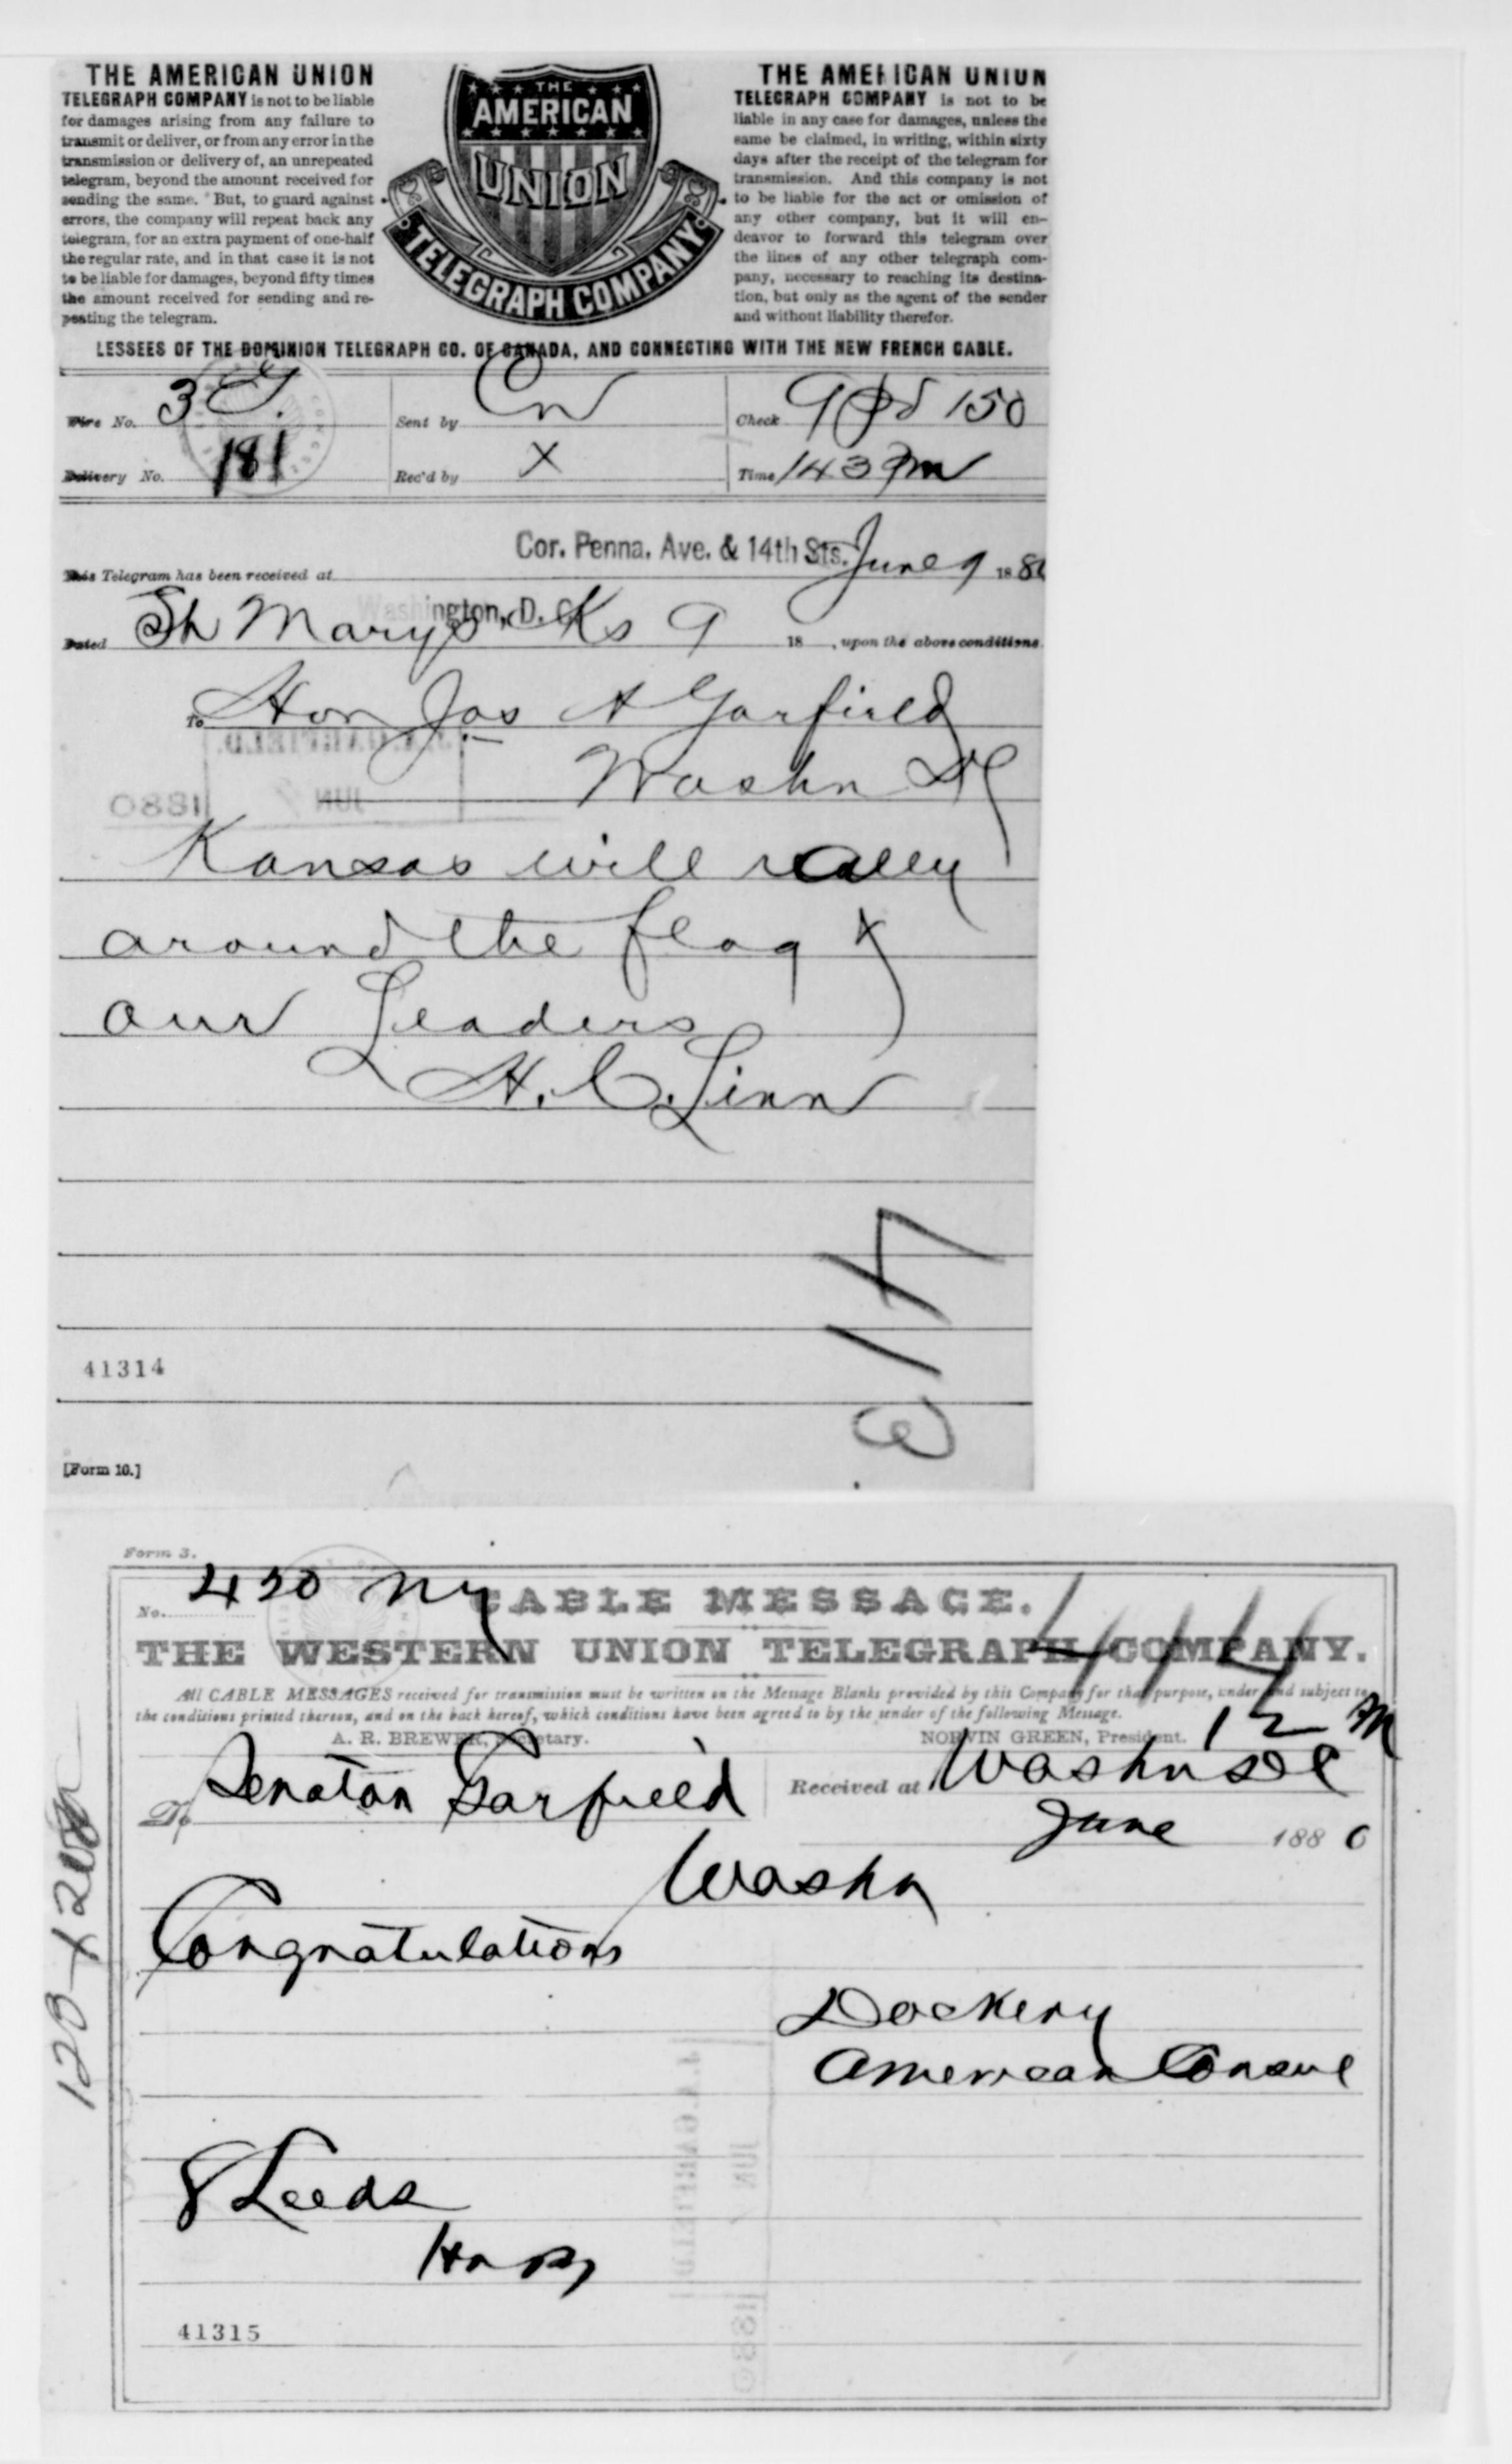 THE AMERICAN UNION
TELEGRAPH COMPANY is not to be liable
for damages arising from any failure to
transmit or deliver, or from any error in the
transmission or delivery of, an unrepeated
telegram, beyond the amount received for
sending the same. But, to guard against
errors, the company will repeat back any
telegram, for an extra payment of one-half
the regular rate, and in that case it is not
to be liable for damages, beyond fifty times
the amount received for sending and re-
peating the telegram.
THE AMERICAN UNION TELEGRAPH COMPANY
THE AMERICAN UNION
TELEGRAPH COMPANY is not to be
liable in any case for damages, unless the
same be claimed, in writing, within sixty
days after the receipt of the telegram for
transmission. And this company is not
to be liable for the act or omission of
any other company, but it will en-
deavor to forward this telegram over
the lines of any other telegraph com-
pany, necessary to reaching its destina-
tion, but only as the agent of the sender
and without liability therefor.
LESSEES OF THE DOMINION TELEGRAPH CO. OF CANADA, AND CONNECTING WITH THE NEW FRENCH CABLE.
Wire No. 3 Sent by Check 9 Pd 150
Delivery No. 181 Rec'd by X Time 143 Pm
Cor. Penna. Ave. & 14th Sts.
This Telegram has been received at June 9 1880
Washington, D. C.
Dated St Marys Ks 9 18 , upon the above conditions.
To Hon Jas A Garfield
J.A. GARFIELD.
Washn DC
JUN 1880
Kansas will rally
around the flag &
our Leaders
H. C. Linn
413
41314
[Form 10.]
Form 3.
No. 420 Ny
CABLE MESSAGE.
414
THE WESTERN UNION TELEGRAPH COMPANY.
All CABLE MESSAGES received for transmission must be written on the Message Blanks provided by this Company for that purpose, under and subject to
the conditions printed thereon, and on the back hereof, which conditions have been agreed to by the sender of the following Message.
A. R. BREWER, Secretary. NORVIN GREEN, President.
12 M
To Senator Garfield Received at Washn DC
June 1880
Washn
Congratulations
Dockery
American Consul
8 Leeds
J.A. GARFIELD
JUN
1880
41315